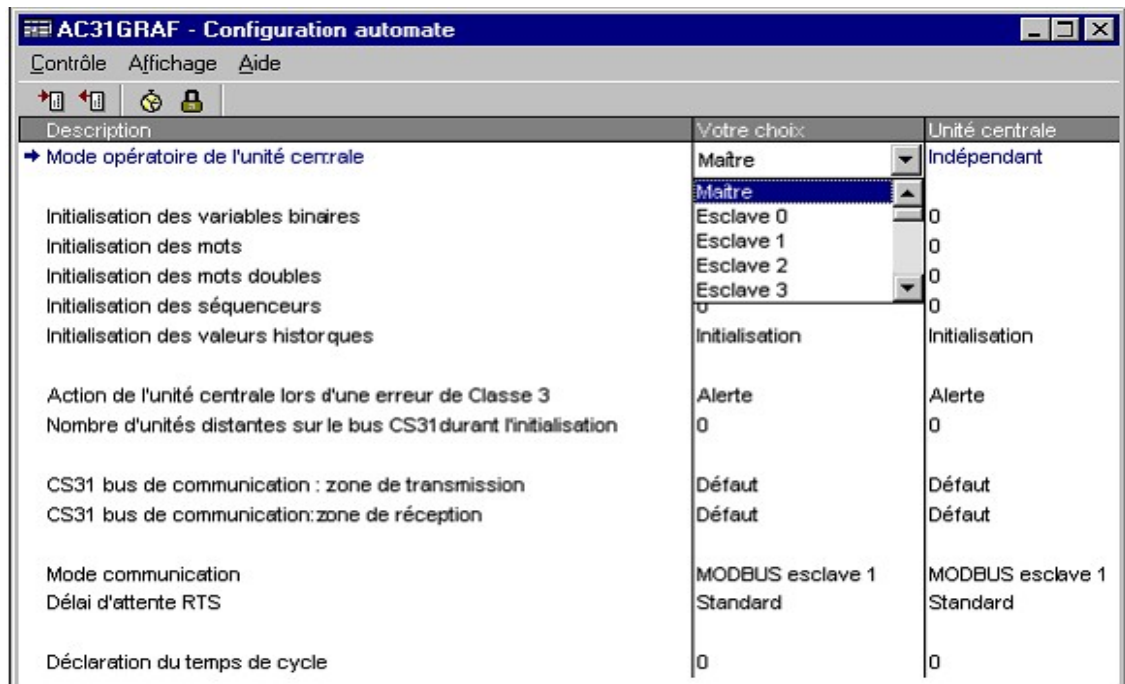 AC31GRAF - Configuration automate
Contrôle Affichage Aide
Description Votre choix Unité centrale
Mode opératoire de l'unité centrale Maître Indépendant
Maître
Initialisation des variables binaires Esclave 0 0
Initialisation des mots Esclave 1 0
Initialisation des mots doubles Esclave 2 0
Esclave 3
Initialisation des séquenceurs 0 0
Initialisation des valeurs historques Initialisation Initialisation
Action de l'unité centrale lors d'une erreur de Classe 3 Alerte Alerte
Nombre d'unités distantes sur le bus CS31durant l'initialisation 0 0
CS31 bus de communication : zone de transmission Défaut Défaut
CS31 bus de communication:zone de réception Défaut Défaut
Mode communication MODBUS esclave 1 MODBUS esclave 1
Délai d'attente RTS Standard Standard
Déclaration du temps de cycle 0 0